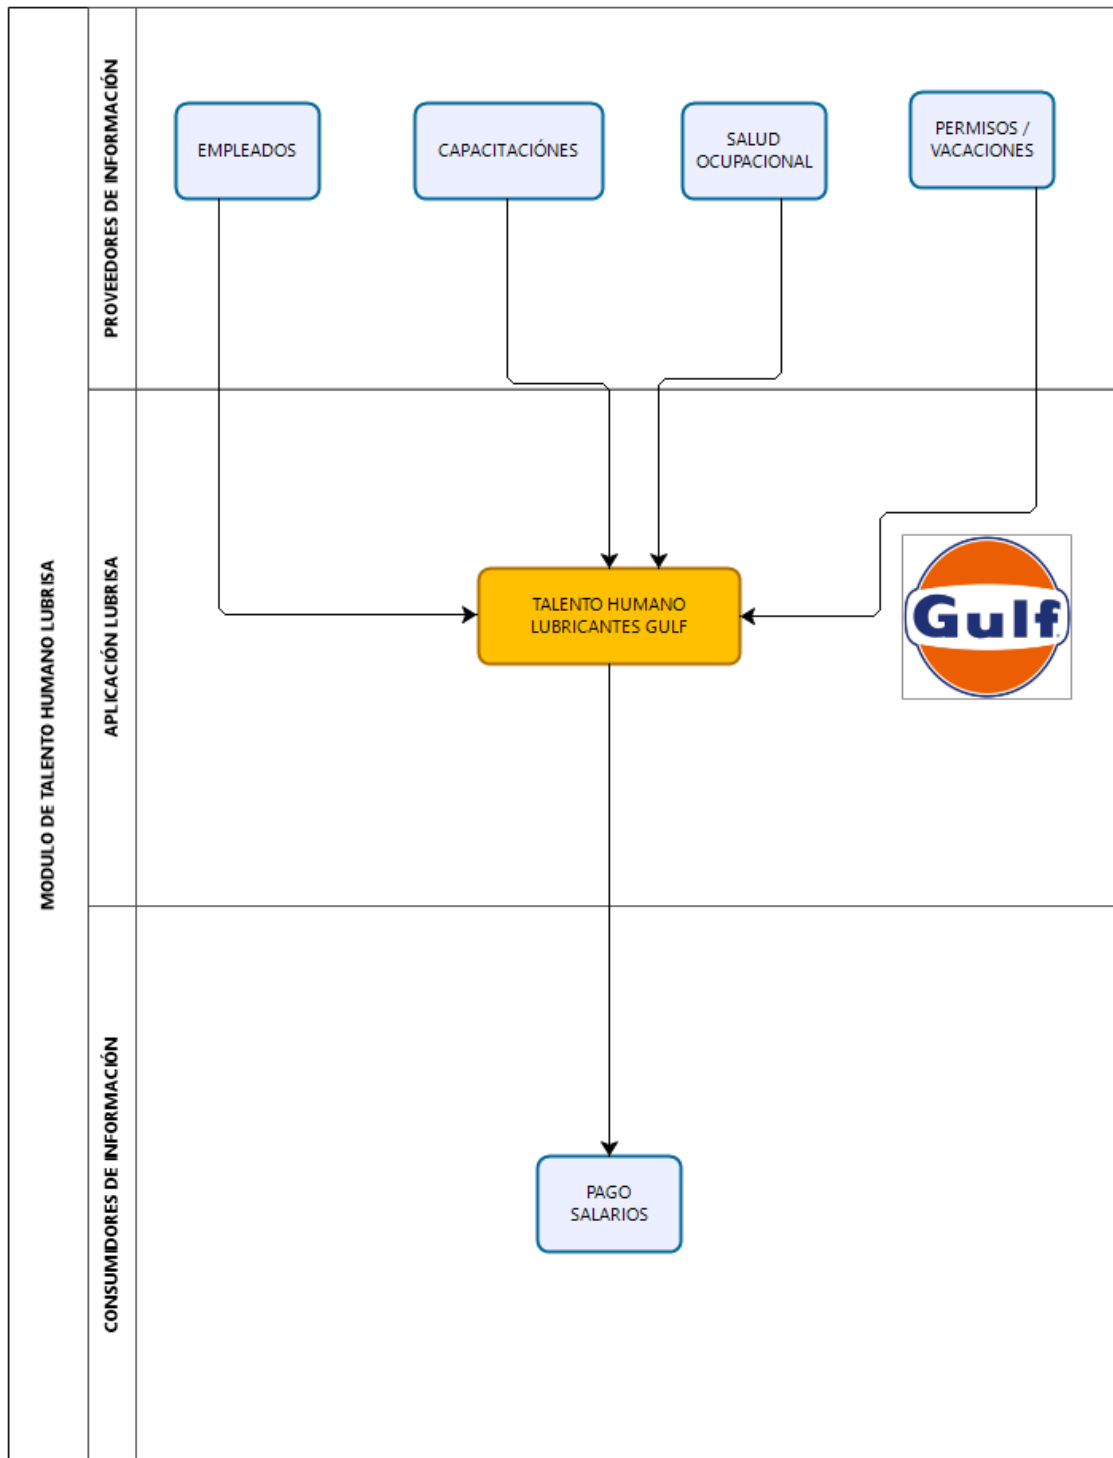 MODULO DE TALENTO HUMANO LUBRISA
PROVEEDORES DE INFORMACIÓN
EMPLEADOS
CAPACITACIÓNES
SALUD
OCUPACIONAL
PERMISOS /
VACACIONES
APLICACIÓN LUBRISA
TALENTO HUMANO
LUBRICANTES GULF
Gulf
CONSUMIDORES DE INFORMACIÓN
PAGO
SALARIOS